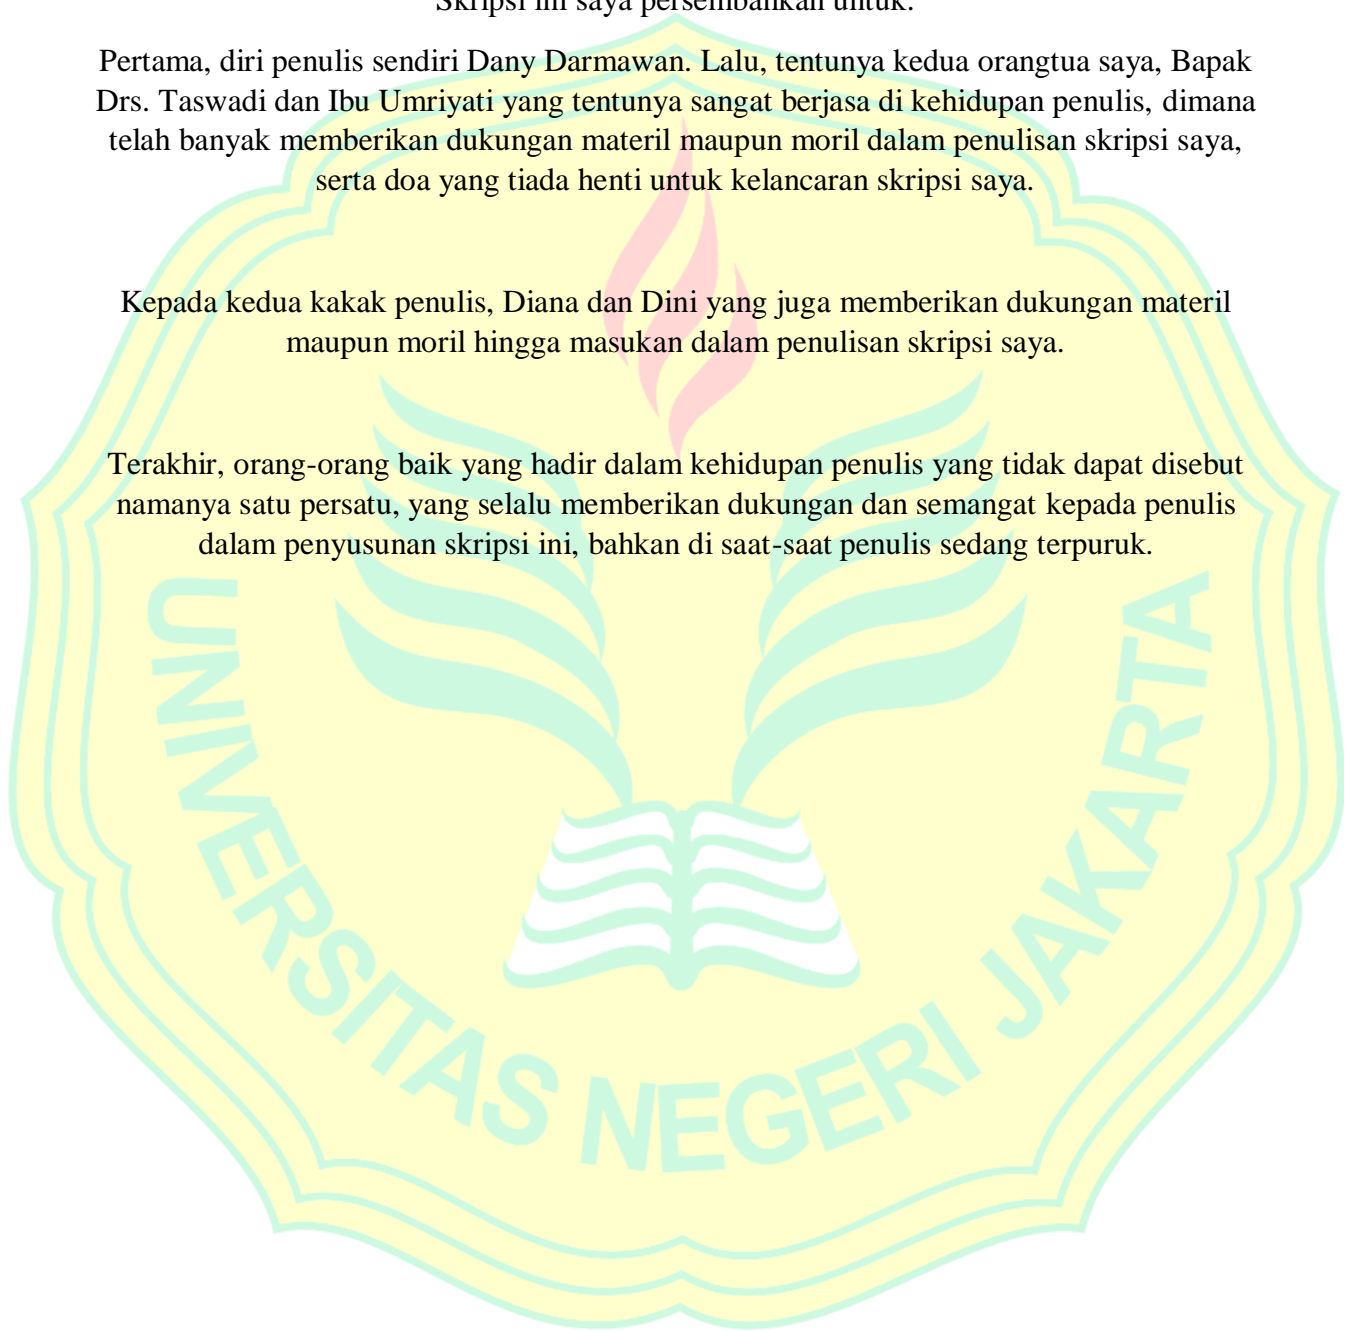 Skripsi ini saya persembahkan untuk:
Pertama, diri penulis sendiri Dany Darmawan. Lalu, tentunya kedua orangtua saya, Bapak
Drs. Taswadi dan Ibu Umriyati yang tentunya sangat berjasa di kehidupan penulis, dimana
telah banyak memberikan dukungan materil maupun moril dalam penulisan skripsi saya,
serta doa yang tiada henti untuk kelancaran skripsi saya.
Kepada kedua kakak penulis, Diana dan Dini yang juga memberikan dukungan materil
maupun moril hingga masukan dalam penulisan skripsi saya.
Terakhir, orang-orang baik yang hadir dalam kehidupan penulis yang tidak dapat disebut
namanya satu persatu, yang selalu memberikan dukungan dan semangat kepada penulis
dalam penyusunan skripsi ini, bahkan di saat-saat penulis sedang terpuruk.
UNIVERSITAS NEGERI JAKARTA